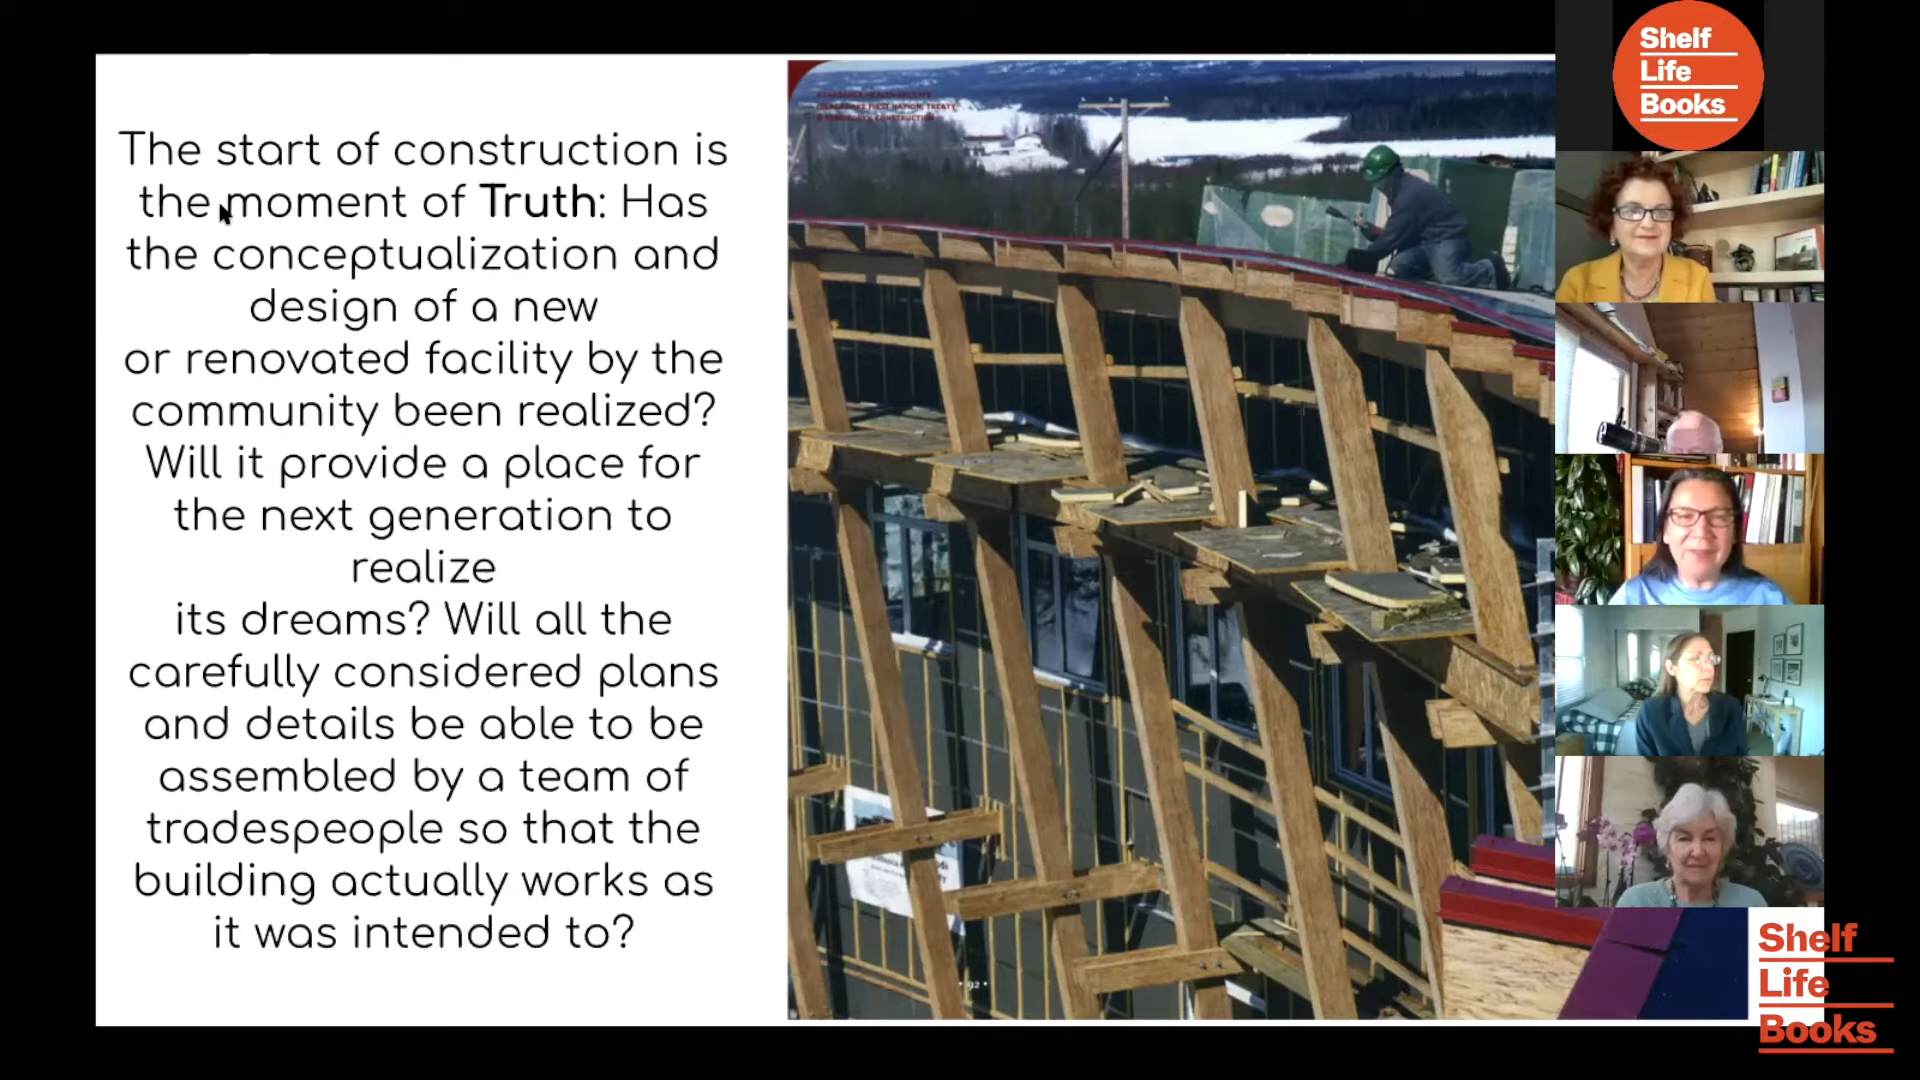 The start of construction is
the moment of Truth: Has
the conceptualization and
design of a new
or renovated facility by the
community been realized?
Will it provide a place for
the next generation to
realize
its dreams? Will all the
carefully considered plans
and details be able to be
assembled by a team of
tradespeople so that the
building actually works as
it was intended to?
• 92 •
Shelf
Life
Books
Shelf
Life
Books